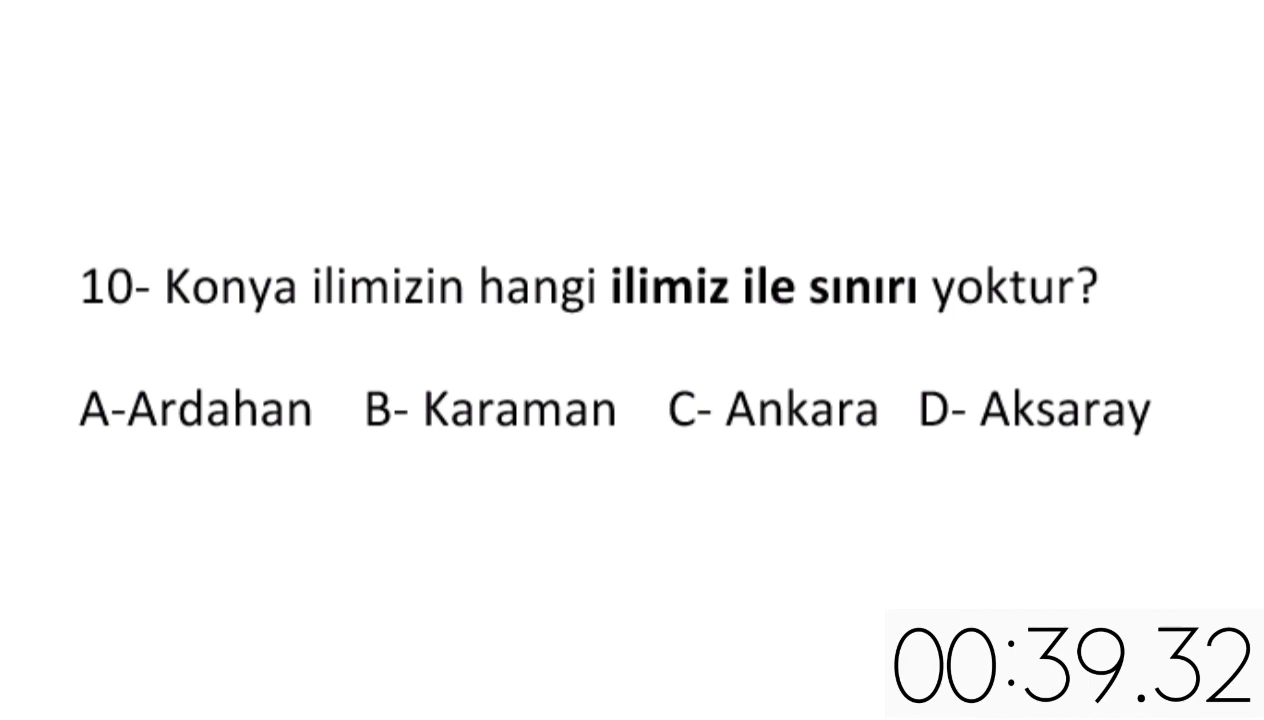 10- Konya ilimizin hangi ilimiz ile sınırı yoktur?
A-Ardahan B- Karaman C- Ankara D- Aksaray
00:39.32